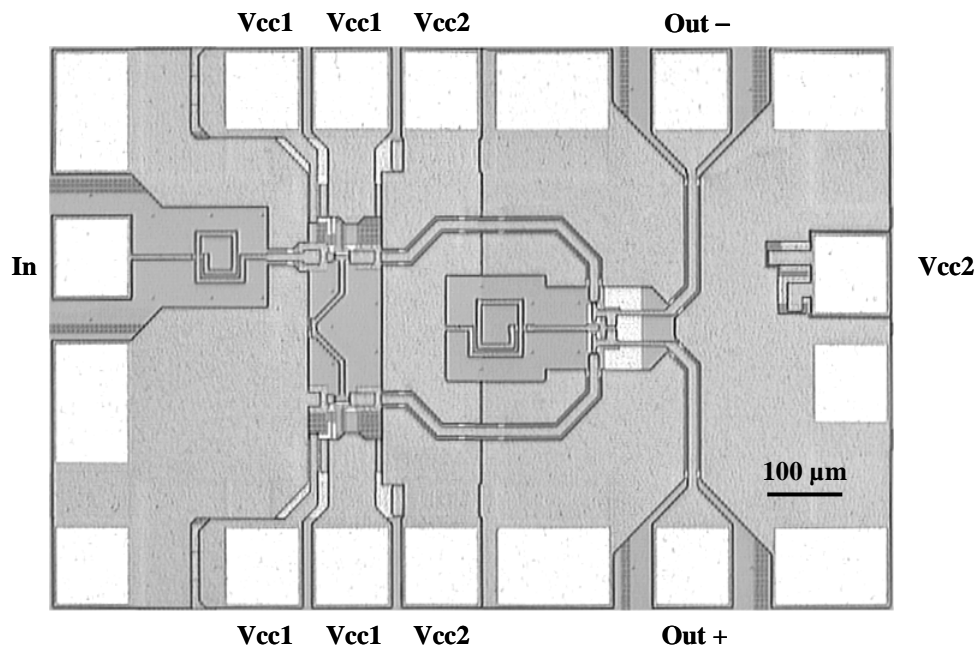 Vcc1 Vcc1 Vcc2 Out −
In Vcc2
100 µm
Vcc1 Vcc1 Vcc2 Out +